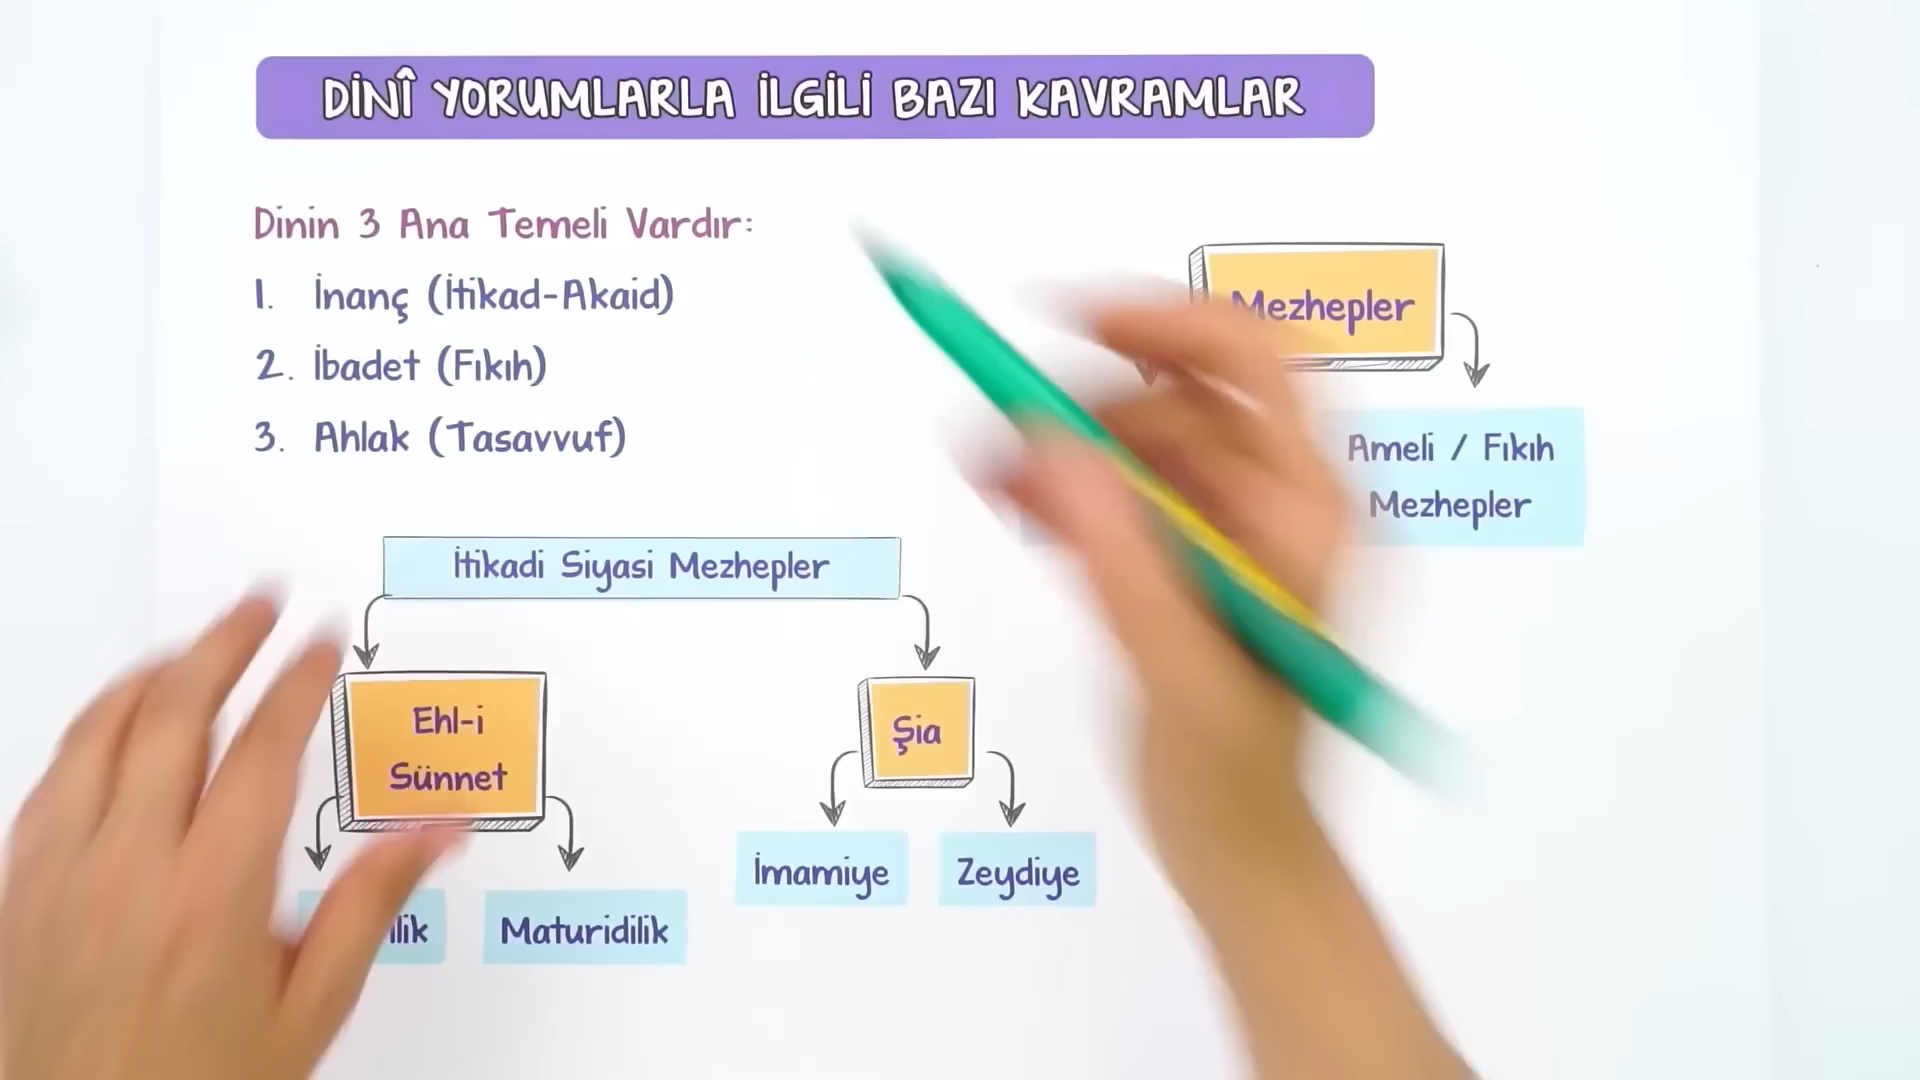 DİNÎ YORUMLARLA İLGİLİ BAZI KAVRAMLAR
Dinin 3 Ana Temeli Vardır:
1. İnanç (İtikad-Akaid)
2. İbadet (Fıkıh)
3. Ahlak (Tasavvuf)
Mezhepler
Ameli / Fıkıh
Mezhepler
İtikadi Siyasi Mezhepler
Ehl-i
Sünnet
Şia
İmamiye
Zeydiye
Maturidilik